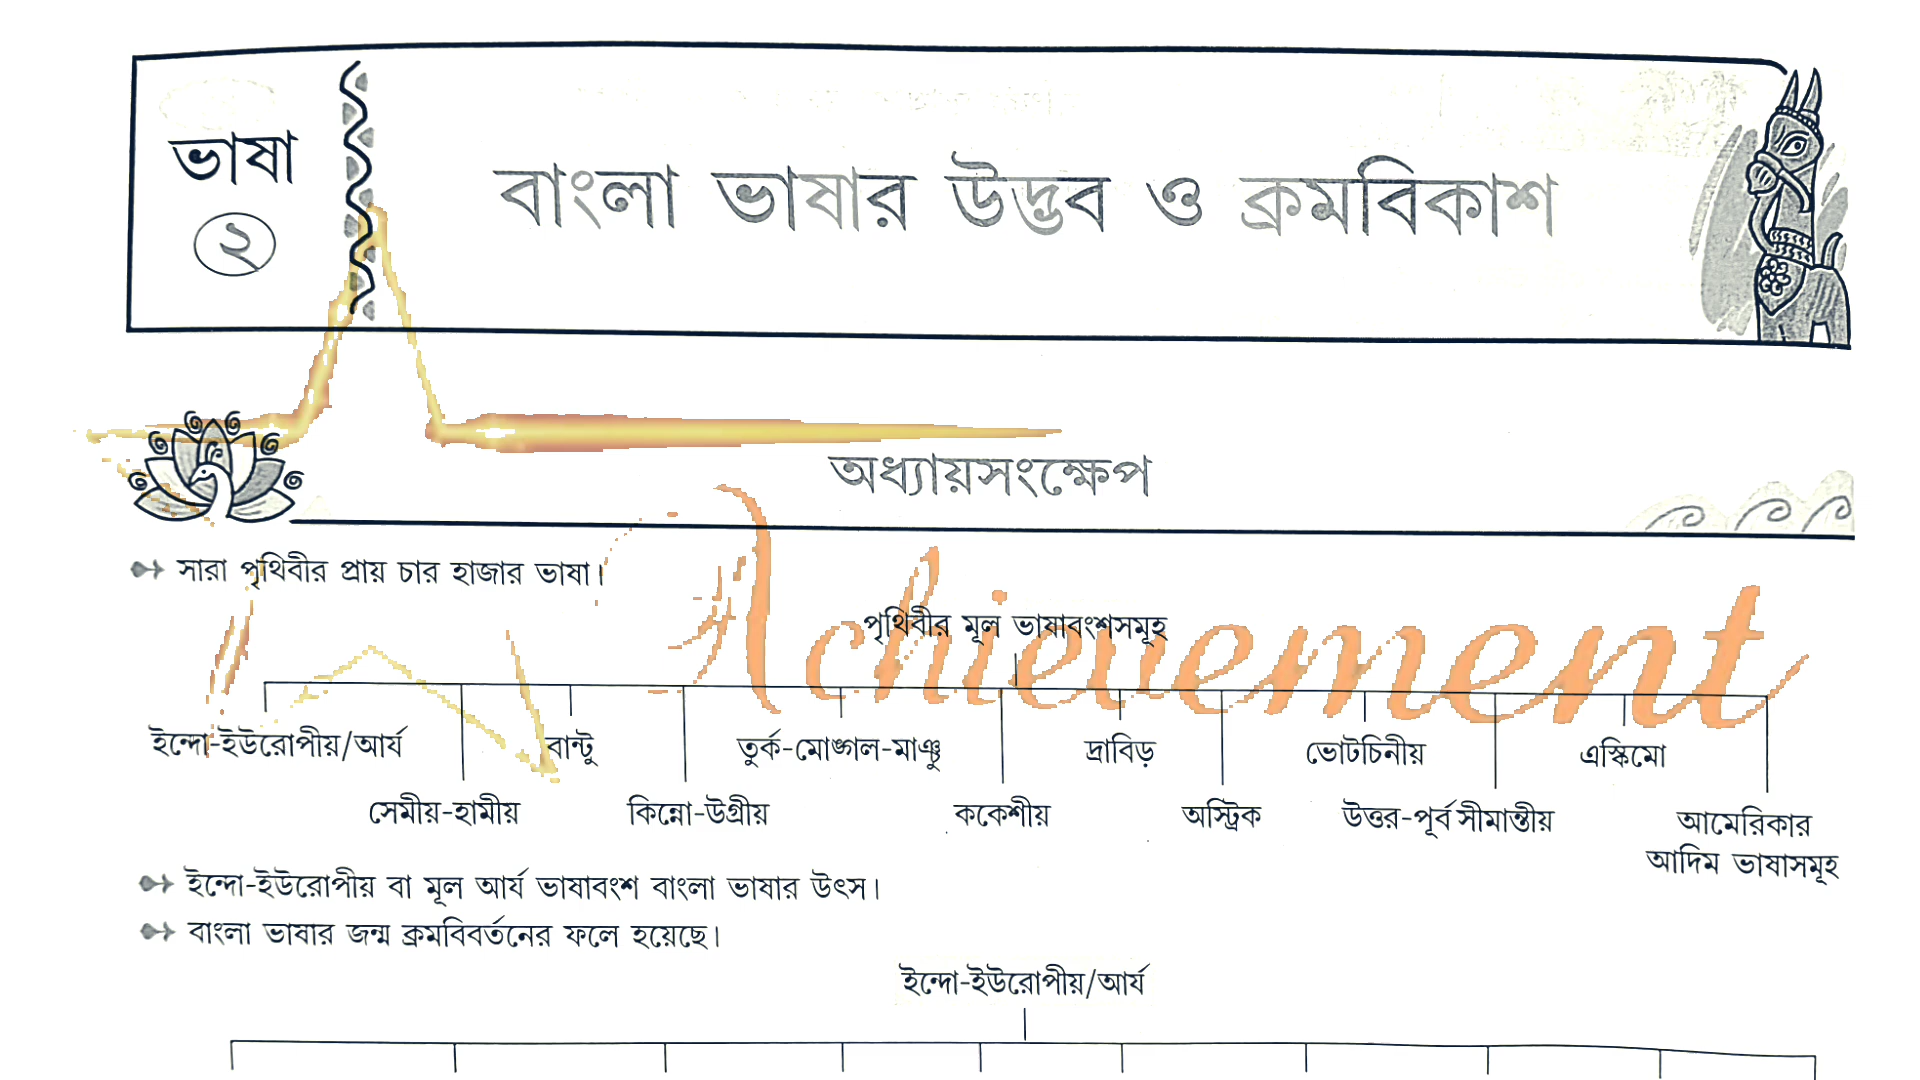 ভাষা
২
বাংলা ভাষার উদ্ভব ও ক্রমবিকাশ
অধ্যায়সংক্ষেপ
সারা পৃথিবীর প্রায় চার হাজার ভাষা।
Achievement
পৃথিবীর মূল ভাষাবংশসমূহ
ইন্দো-ইউরোপীয়/আর্য বান্টু তুর্ক-মোঙ্গল-মাঞ্চু দ্রাবিড় ভোটচিনীয় এস্কিমো
সেমীয়-হামীয় কিন্নো-উগ্রীয় ককেশীয় অস্ট্রিক উত্তর-পূর্ব সীমান্তীয় আমেরিকার
আদিম ভাষাসমূহ
ইন্দো-ইউরোপীয় বা মূল আর্য ভাষাবংশ বাংলা ভাষার উৎস।
বাংলা ভাষার জন্ম ক্রমবিবর্তনের ফলে হয়েছে।
ইন্দো-ইউরোপীয়/আর্য